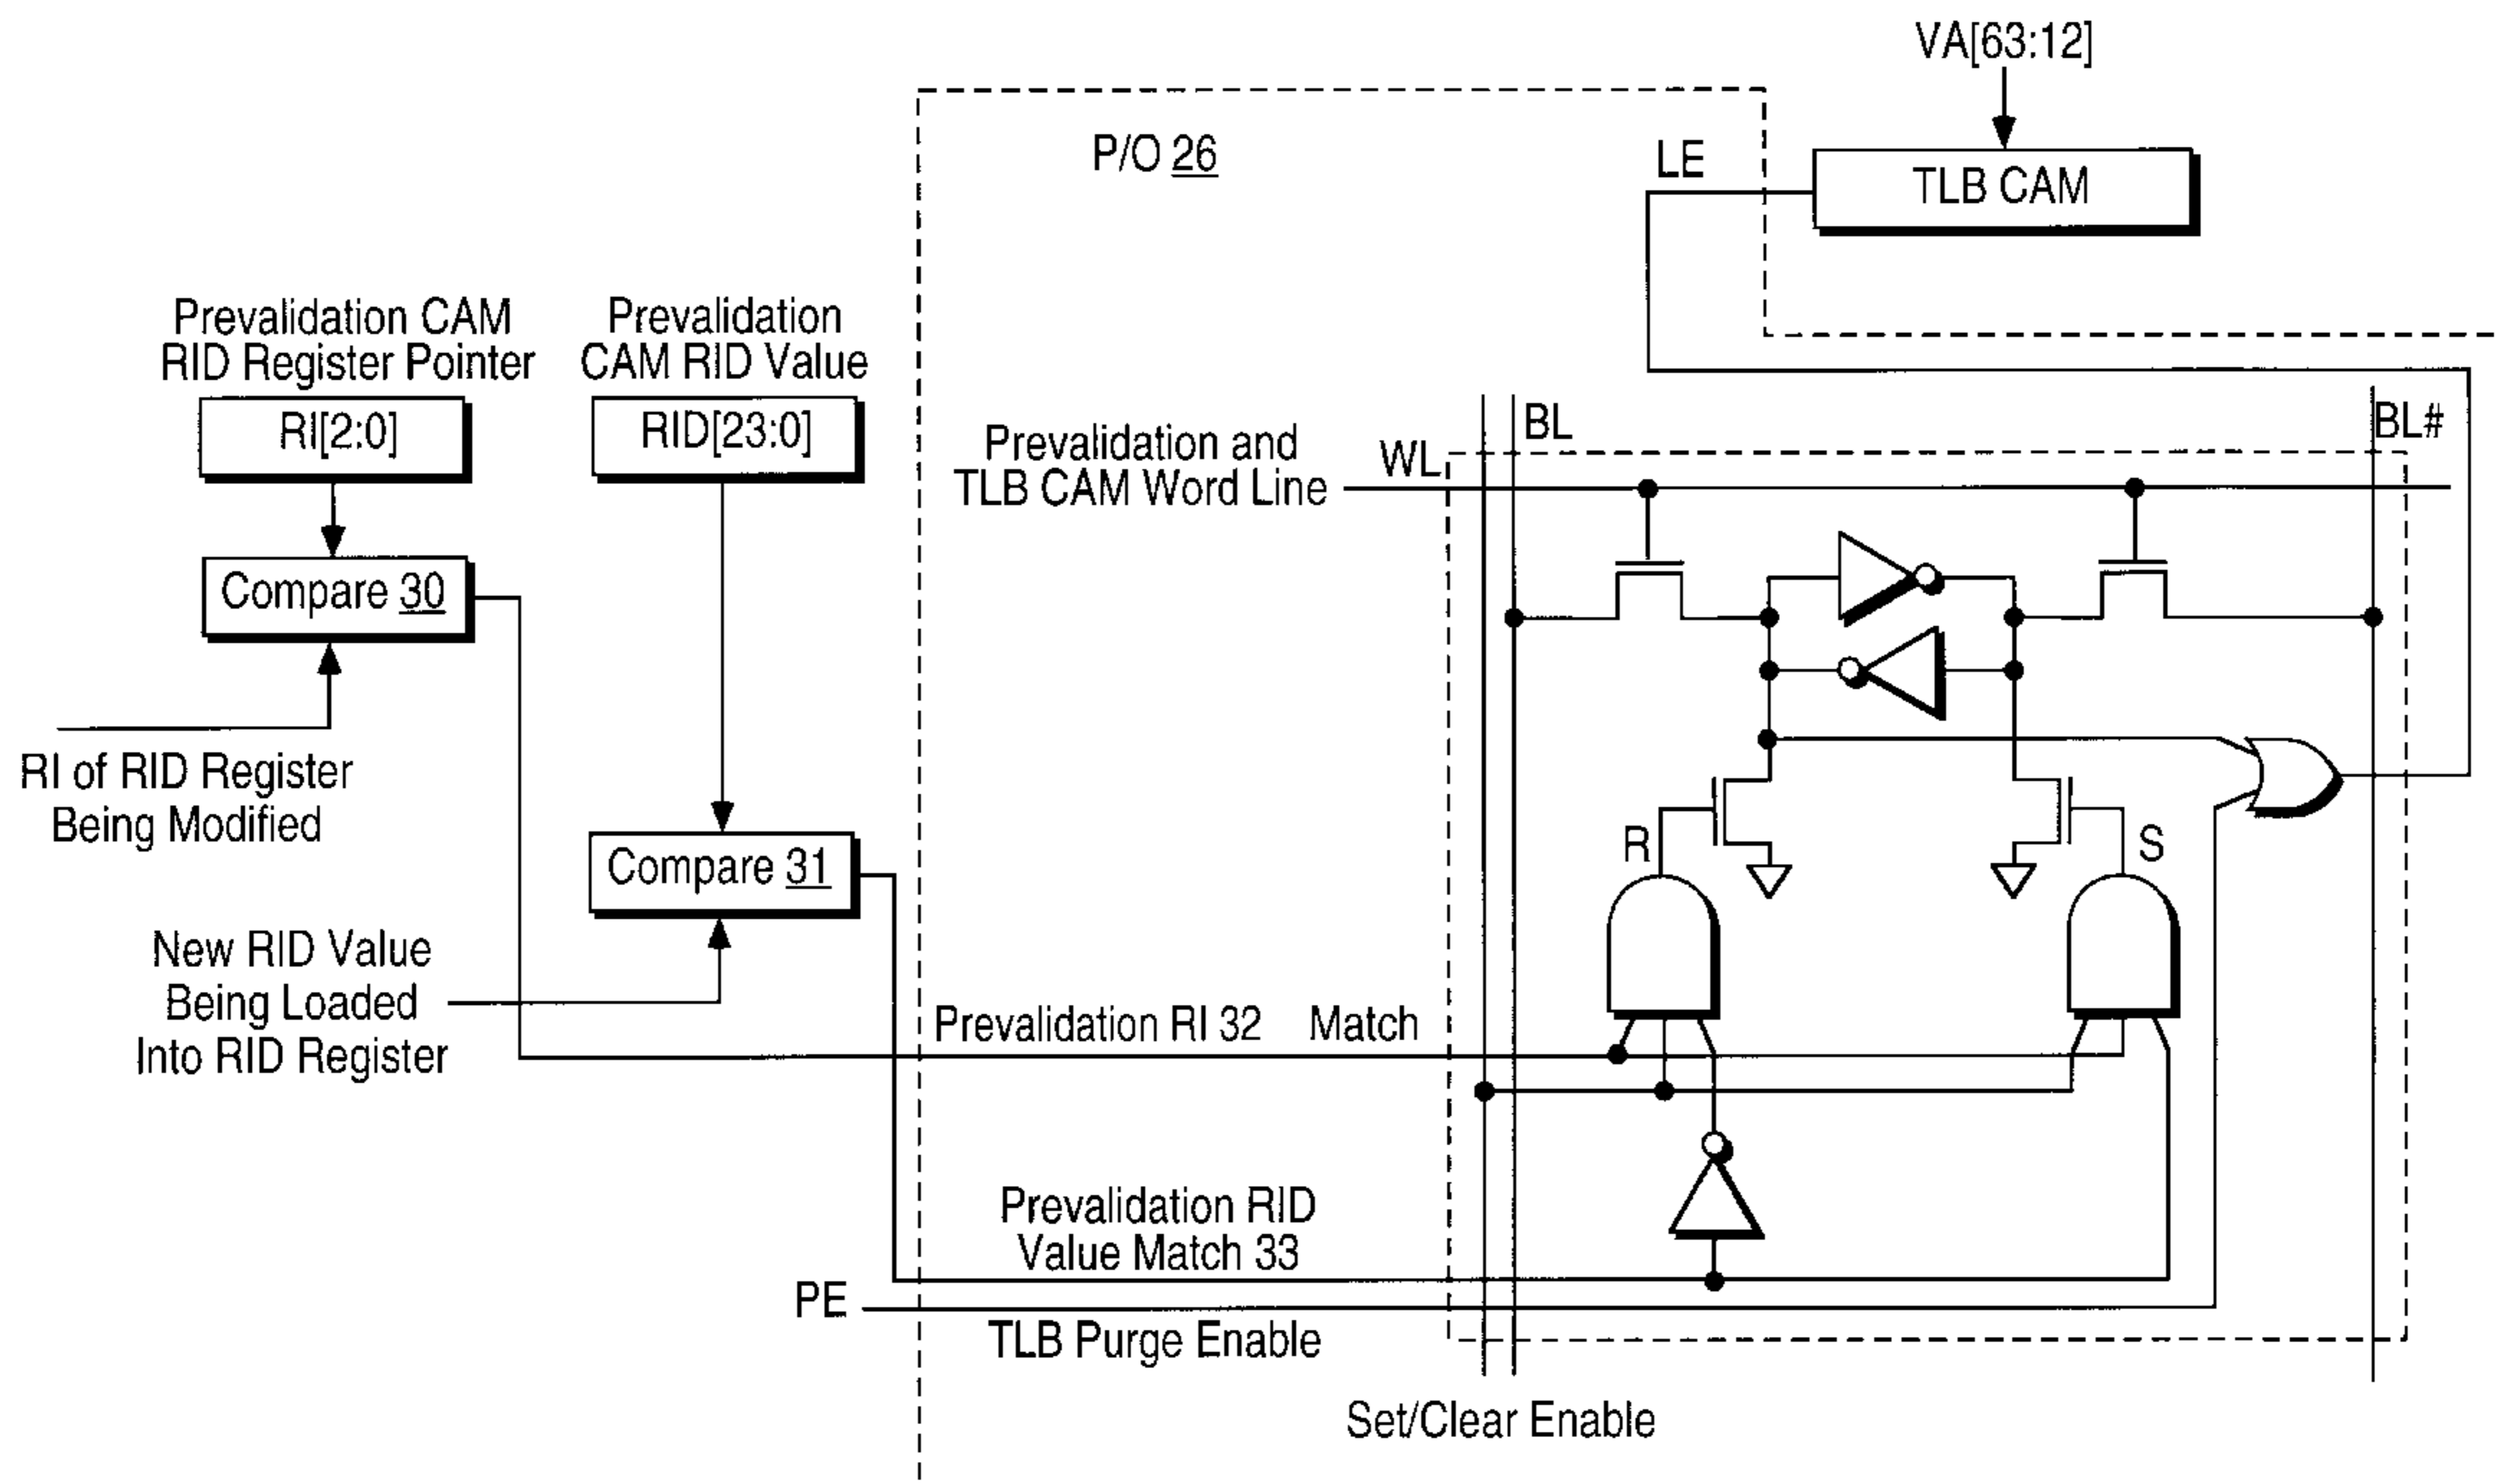 VA[63:12]
P/O 26
LE
TLB CAM
Prevalidation CAM
RID Register Pointer
Prevalidation
CAM RID Value
RI[2:0]
RID[23:0]
BL
BL#
Prevalidation and
TLB CAM Word Line
WL
Compare 30
RI of RID Register
Being Modified
R
S
Compare 31
New RID Value
Being Loaded
Into RID Register
Prevalidation RI 32 Match
Prevalidation RID
Value Match 33
PE
TLB Purge Enable
Set/Clear Enable